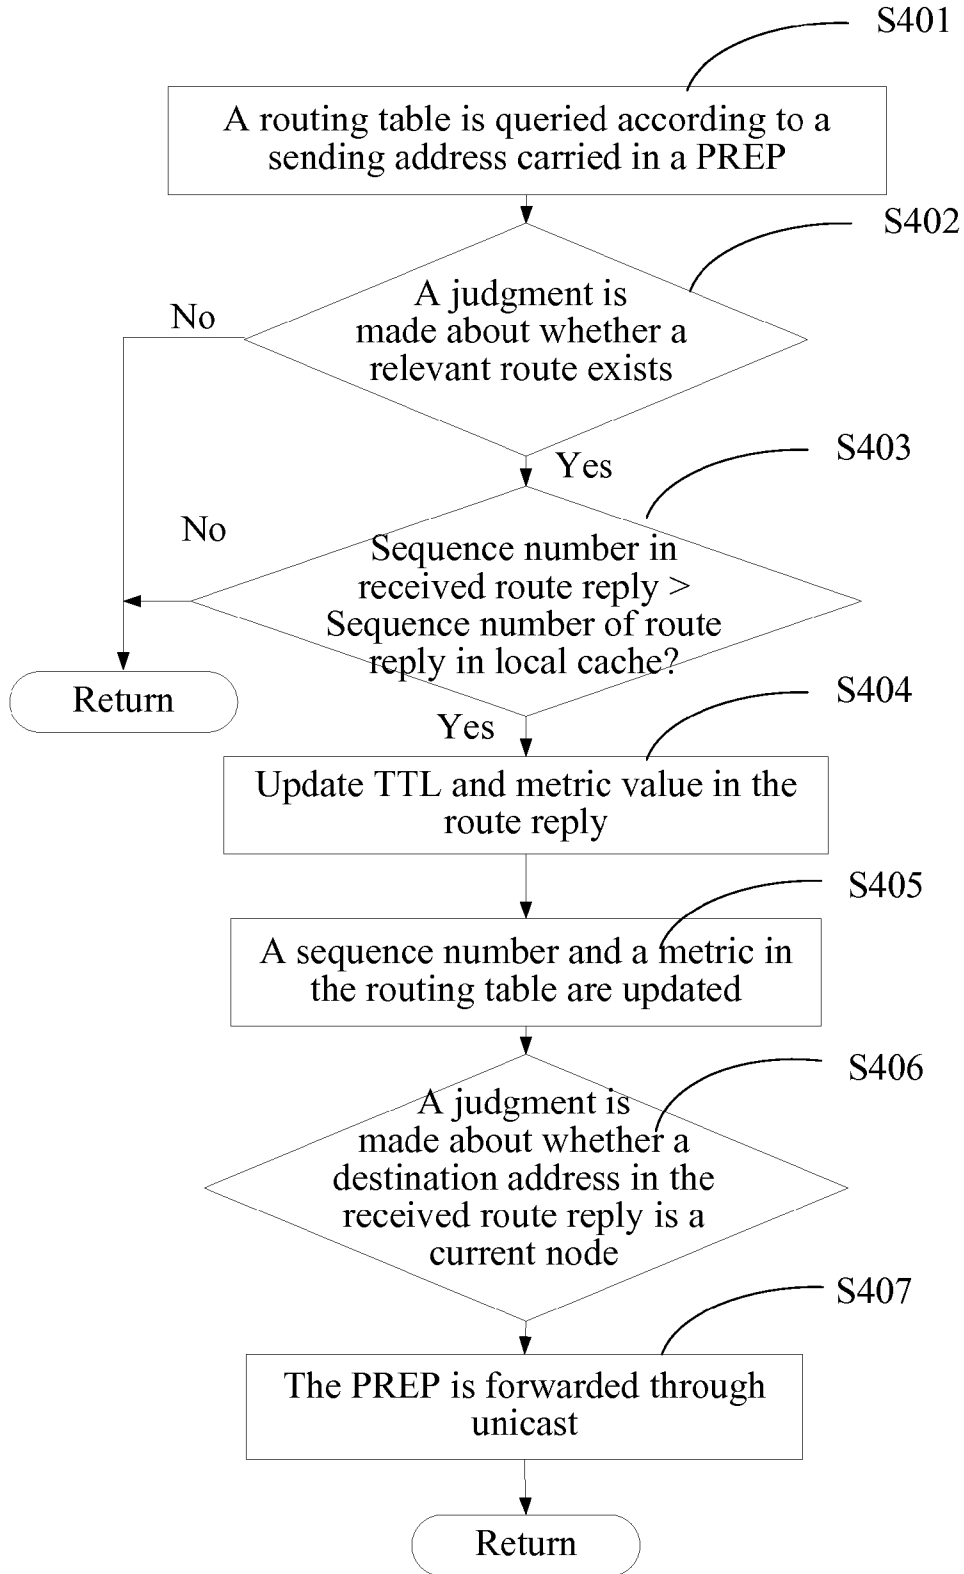 S401
A routing table is queried according to a
sending address carried in a PREP
S402
A judgment is
made about whether a
relevant route exists
No
Yes
S403
No
Sequence number in
received route reply >
Sequence number of route
reply in local cache?
Return
Yes
S404
Update TTL and metric value in the
route reply
S405
A sequence number and a metric in
the routing table are updated
S406
A judgment is
made about whether a
destination address in the
received route reply is a
current node
S407
The PREP is forwarded through
unicast
Return